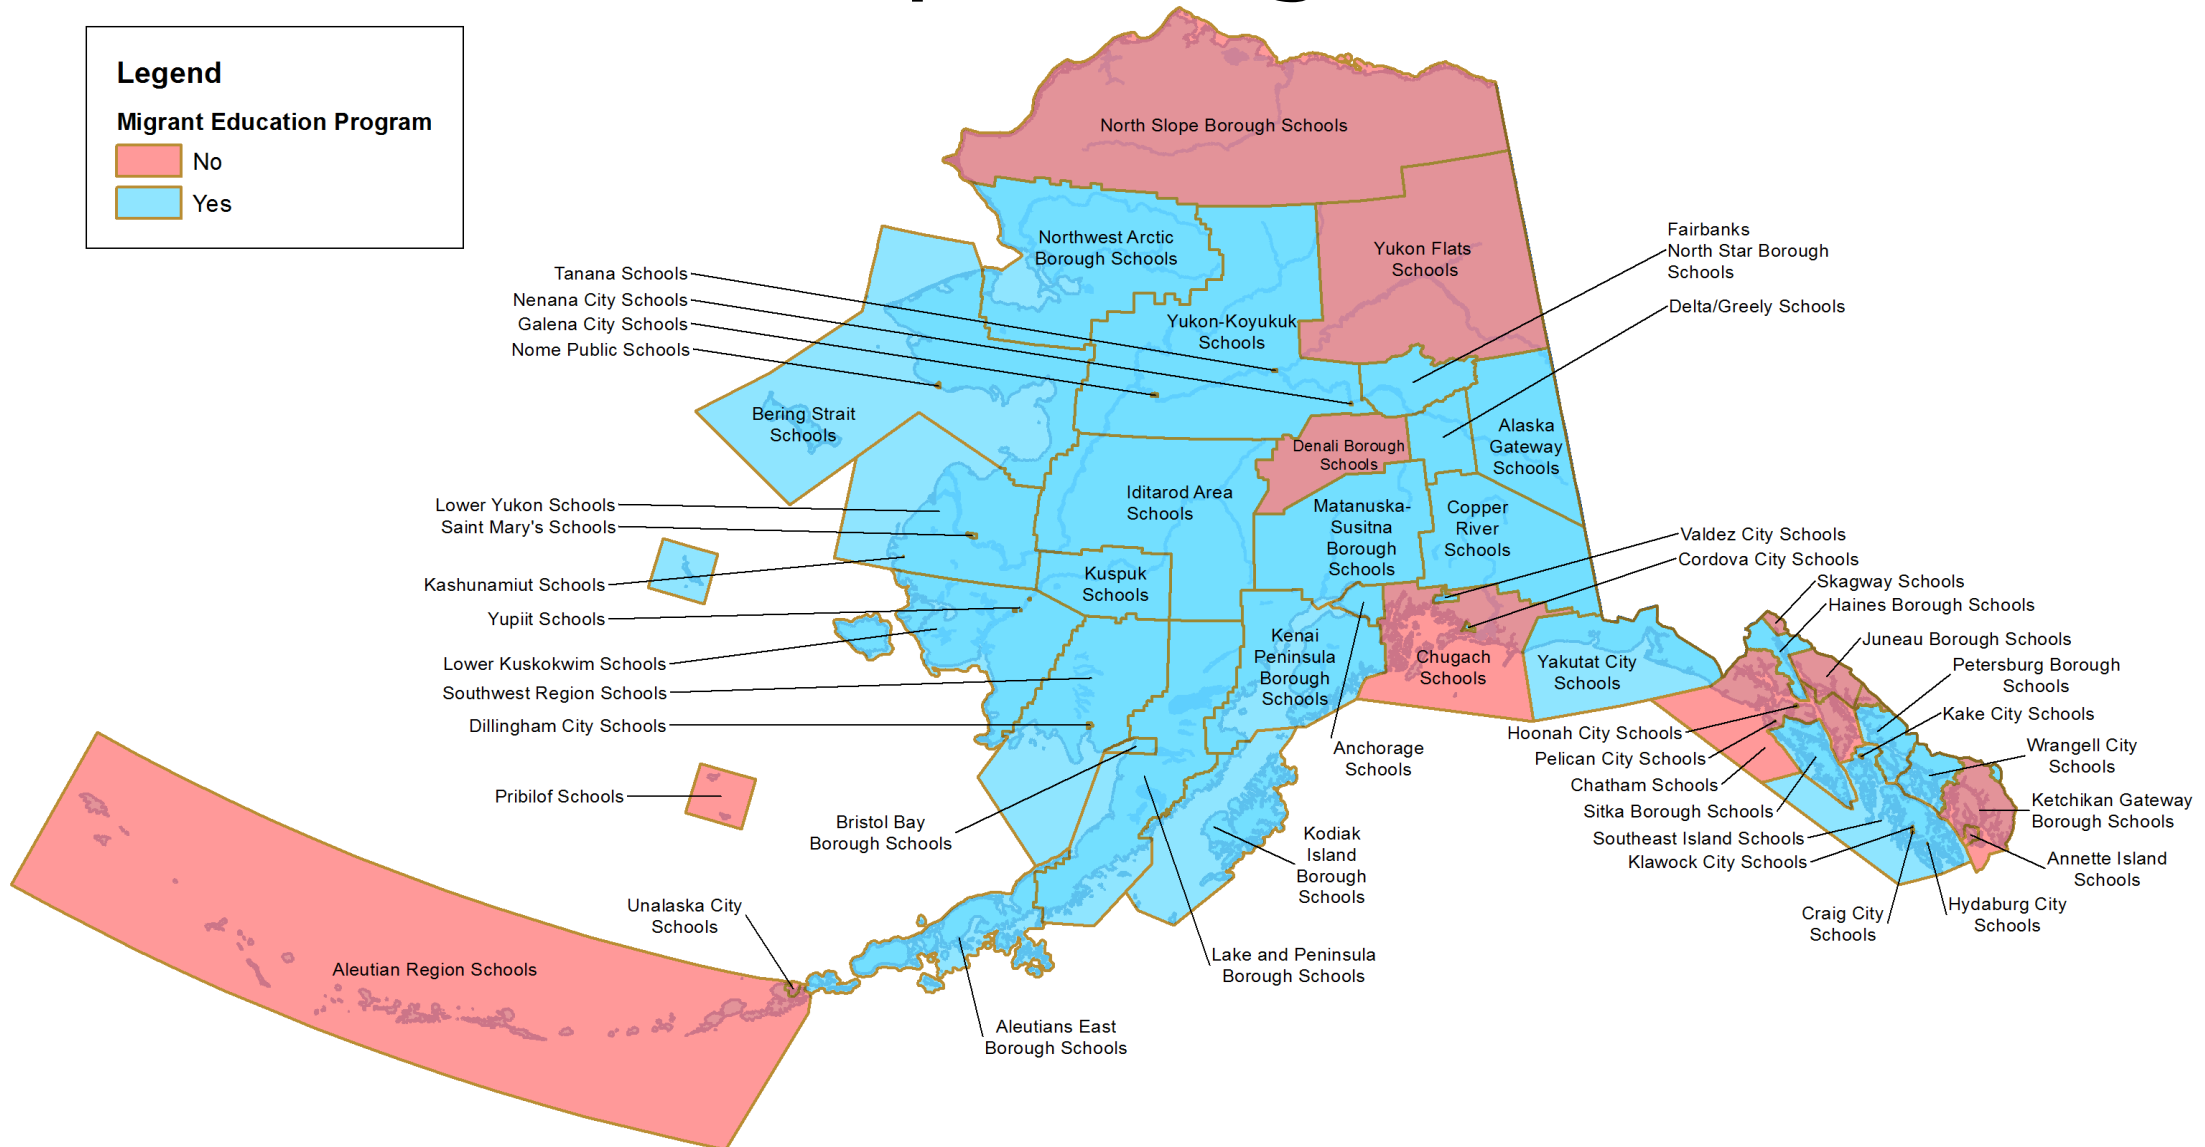 Legend
Migrant Education Program
No
Yes
North Slope Borough Schools
Northwest Arctic
Borough Schools
Yukon Flats
Schools
Fairbanks
North Star Borough
Schools
Delta/Greely Schools
Tanana Schools
Nenana City Schools
Galena City Schools
Nome Public Schools
Yukon-Koyukuk
Schools
Bering Strait
Schools
Denali Borough
Schools
Alaska
Gateway
Schools
Iditarod Area
Schools
Matanuska-
Susitna
Borough
Schools
Copper
River
Schools
Lower Yukon Schools
Saint Mary's Schools
Kashunamiut Schools
Yupiit Schools
Lower Kuskokwim Schools
Southwest Region Schools
Dillingham City Schools
Kuspuk
Schools
Kenai
Peninsula
Borough
Schools
Chugach
Schools
Yakutat City
Schools
Valdez City Schools
Cordova City Schools
Skagway Schools
Haines Borough Schools
Juneau Borough Schools
Petersburg Borough
Schools
Kake City Schools
Wrangell City
Schools
Ketchikan Gateway
Borough Schools
Annette Island
Schools
Hoonah City Schools
Pelican City Schools
Chatham Schools
Sitka Borough Schools
Southeast Island Schools
Klawock City Schools
Craig City
Schools
Hydaburg City
Schools
Anchorage
Schools
Pribilof Schools
Bristol Bay
Borough Schools
Kodiak
Island
Borough
Schools
Unalaska City
Schools
Lake and Peninsula
Borough Schools
Aleutian Region Schools
Aleutians East
Borough Schools